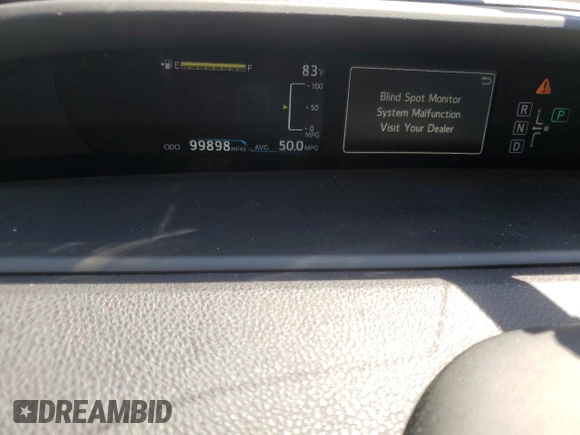 E F 83°F
100
50
0
MPG
ODO 99898 miles AVG 50.0 MPG
Blind Spot Monitor
System Malfunction
Visit Your Dealer
R
N
D
P
DREAMBID